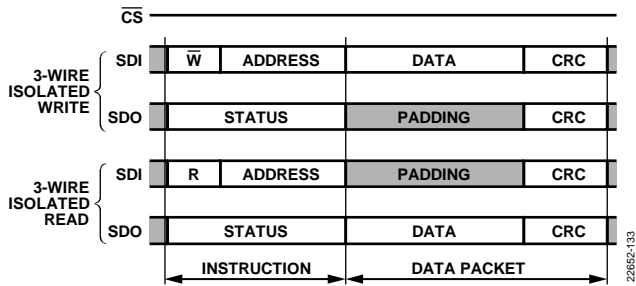 CS
SDI W ADDRESS DATA CRC
3-WIRE
ISOLATED
WRITE
SDO STATUS PADDING CRC
SDI R ADDRESS PADDING CRC
3-WIRE
ISOLATED
READ
SDO STATUS DATA CRC
INSTRUCTION DATA PACKET
22652-133